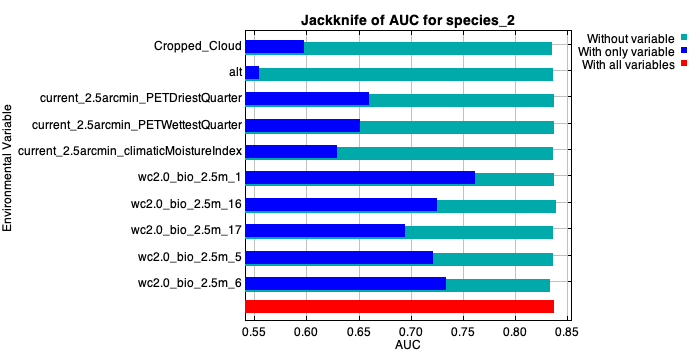 Jackknife of AUC for species_2
Without variable
With only variable
With all variables
Environmental Variable
Cropped_Cloud
alt
current_2.5arcmin_PETDriestQuarter
current_2.5arcmin_PETWettestQuarter
current_2.5arcmin_climaticMoistureIndex
wc2.0_bio_2.5m_1
wc2.0_bio_2.5m_16
wc2.0_bio_2.5m_17
wc2.0_bio_2.5m_5
wc2.0_bio_2.5m_6
0.55 0.60 0.65 0.70 0.75 0.80 0.85
AUC